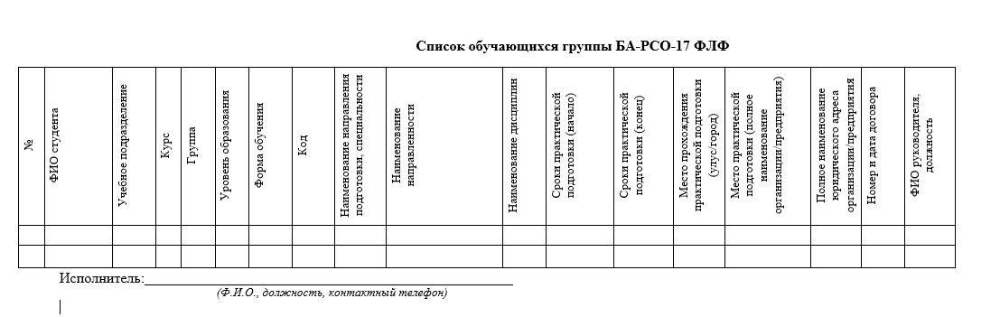 Список обучающихся группы БА-РСО-17 ФЛФ
№
ФИО студента
Учебное подразделение
Курс
Группа
Уровень образования
Форма обучения
Код
Наименование направления
подготовки, специальности
Наименование
направленности
Наименование дисциплин
Сроки практической
подготовки (начало)
Сроки практической
подготовки (конец)
Место прохождения
практической подготовки
(улус/город)
Место практической
подготовки (полное
наименование
организации/предприятия)
Полное наименование
юридического адреса
организации/предприятия
Номер и дата договора
ФИО руководителя,
должность
Исполнитель:
(Ф.И.О., должность, контактный телефон)